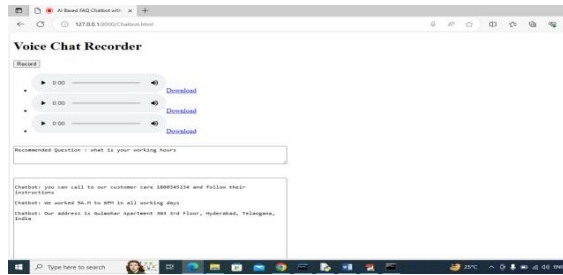 AI Based FAQ Chatbot with
127.0.0.1:8000/Chatbot.html
Voice Chat Recorder
Record
0:00
Download
0:00
Download
0:00
Download
Recommended Question : what is your working hours
Chatbot: you can call to our customer care 1800345234 and follow their
instructions
Chatbot: We worked 9A.M to 6PM in all working days
Chatbot: Our address is Gulmohar Apartment 303 3rd Floor, Hyderabad, Telangana,
India
Type here to search
25°C
ENG